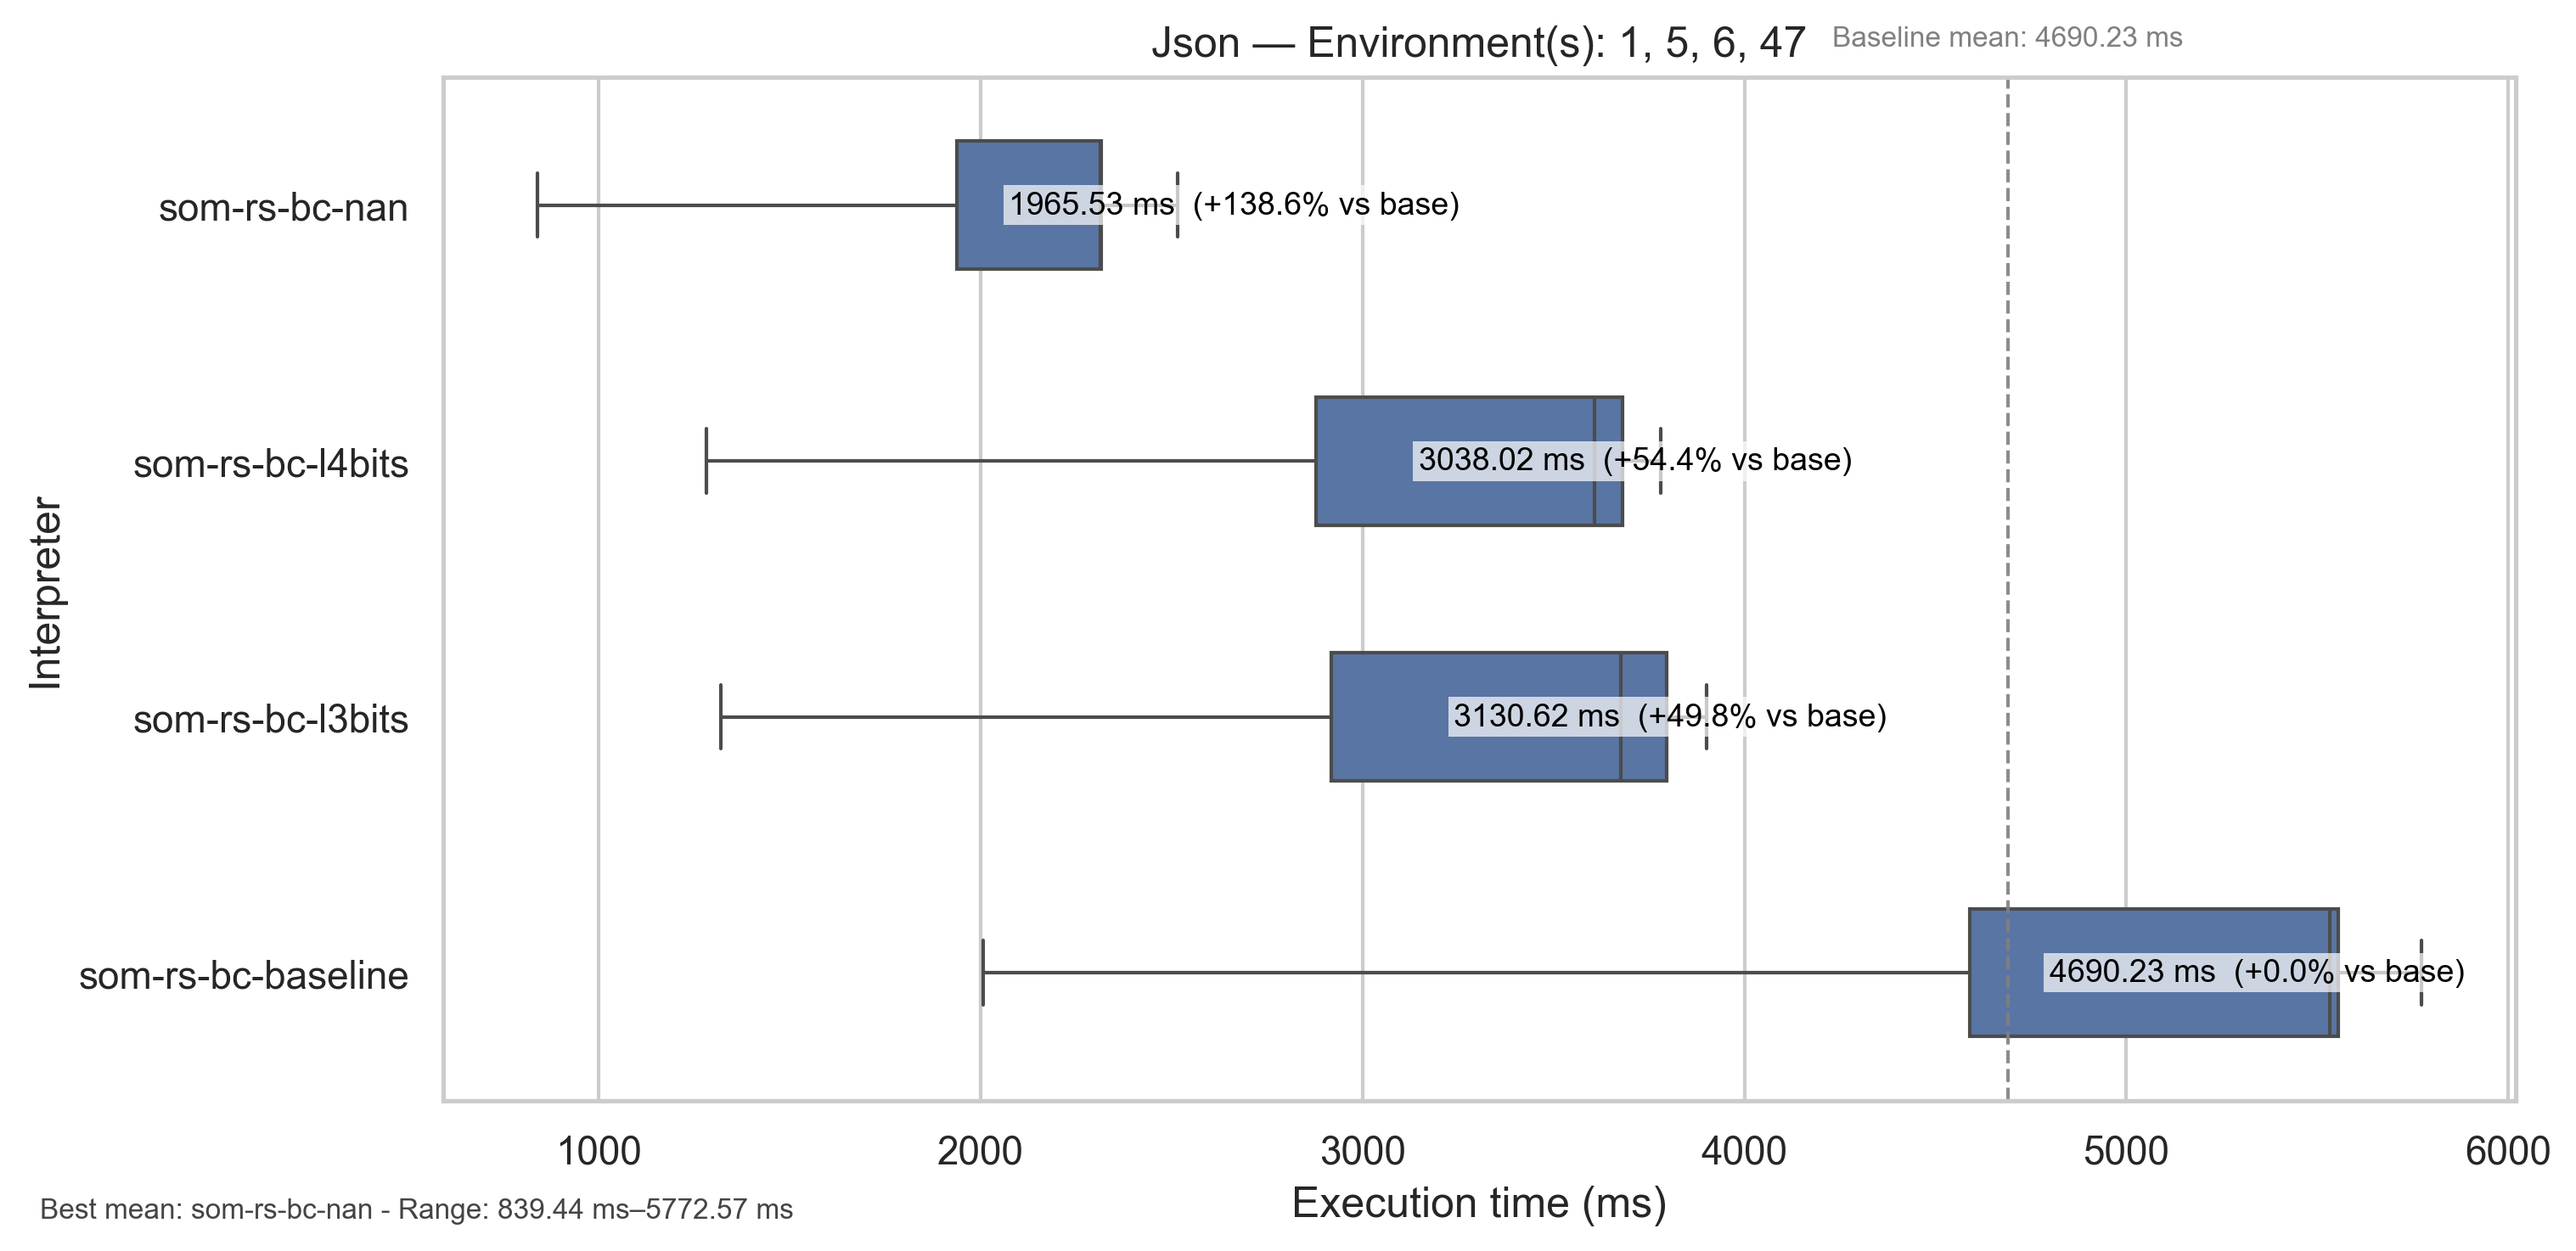 Json — Environment(s): 1, 5, 6, 47
Baseline mean: 4690.23 ms
Interpreter
som-rs-bc-nan
1965.53 ms (+138.6% vs base)
som-rs-bc-l4bits
3038.02 ms (+54.4% vs base)
som-rs-bc-l3bits
3130.62 ms (+49.8% vs base)
som-rs-bc-baseline
4690.23 ms (+0.0% vs base)
1000 2000 3000 4000 5000 6000
Execution time (ms)
Best mean: som-rs-bc-nan - Range: 839.44 ms–5772.57 ms